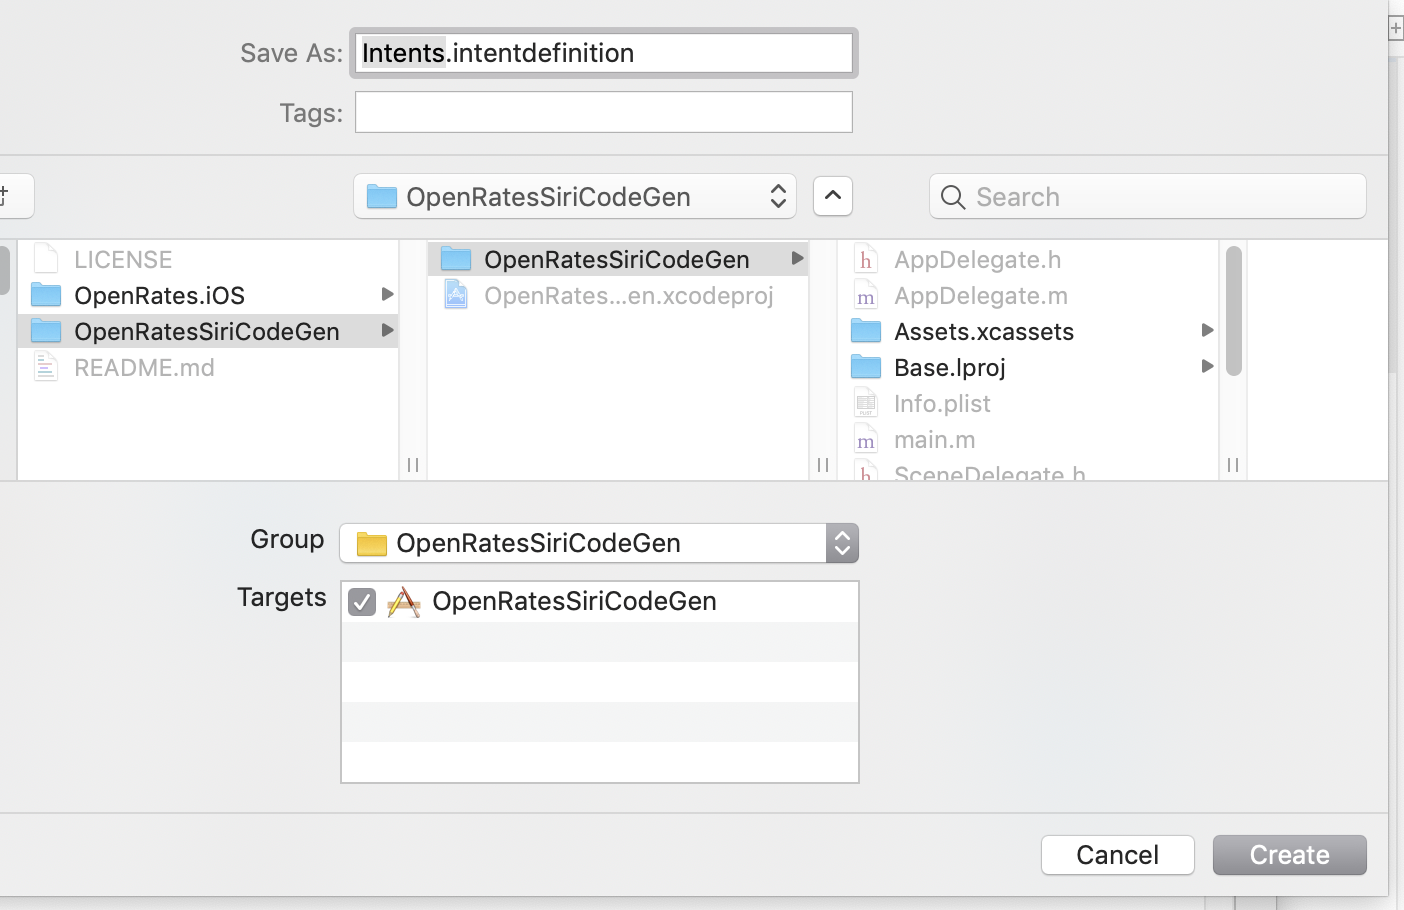 Save As: Intents.intentdefinition
Tags:
OpenRatesSiriCodeGen
Search
LICENSE
OpenRates.iOS
OpenRatesSiriCodeGen
README.md
OpenRatesSiriCodeGen
OpenRates...en.xcodeproj
AppDelegate.h
AppDelegate.m
Assets.xcassets
Base.lproj
Info.plist
main.m
SceneDelegate.h
Group OpenRatesSiriCodeGen
Targets OpenRatesSiriCodeGen
Cancel Create